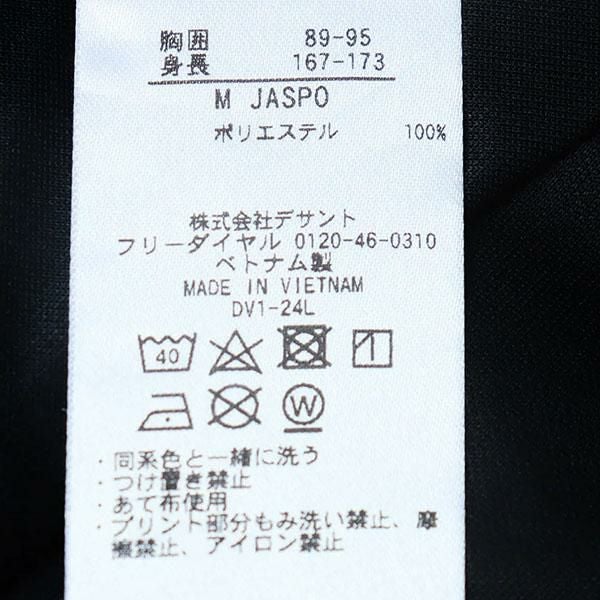 胸囲 89-95
身長 167-173
M JASPO
ポリエステル 100%
株式会社デサント
フリーダイヤル 0120-46-0310
ベトナム製
MADE IN VIETNAM
DV1-24L
40
W
・同系色と一緒に洗う
・つけ置き禁止
・あて布使用
・プリント部分もみ洗い禁止、摩
擦禁止、アイロン禁止